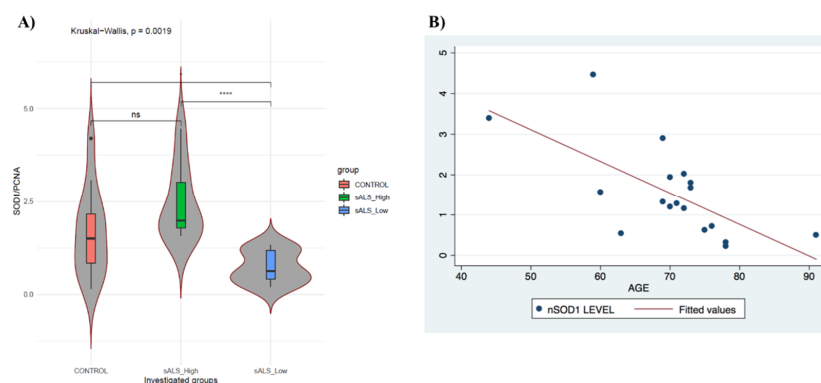 A)
Kruskal−Wallis, p = 0.0019
****
ns
5.0
2.5
0.0
SOD1/PCNA
CONTROL
sALS_High
sALS_Low
Investigated groups
group
CONTROL
sALS_High
sALS_Low
B)
5
4
3
2
1
0
40
50
60
70
80
90
AGE
nSOD1 LEVEL
Fitted values